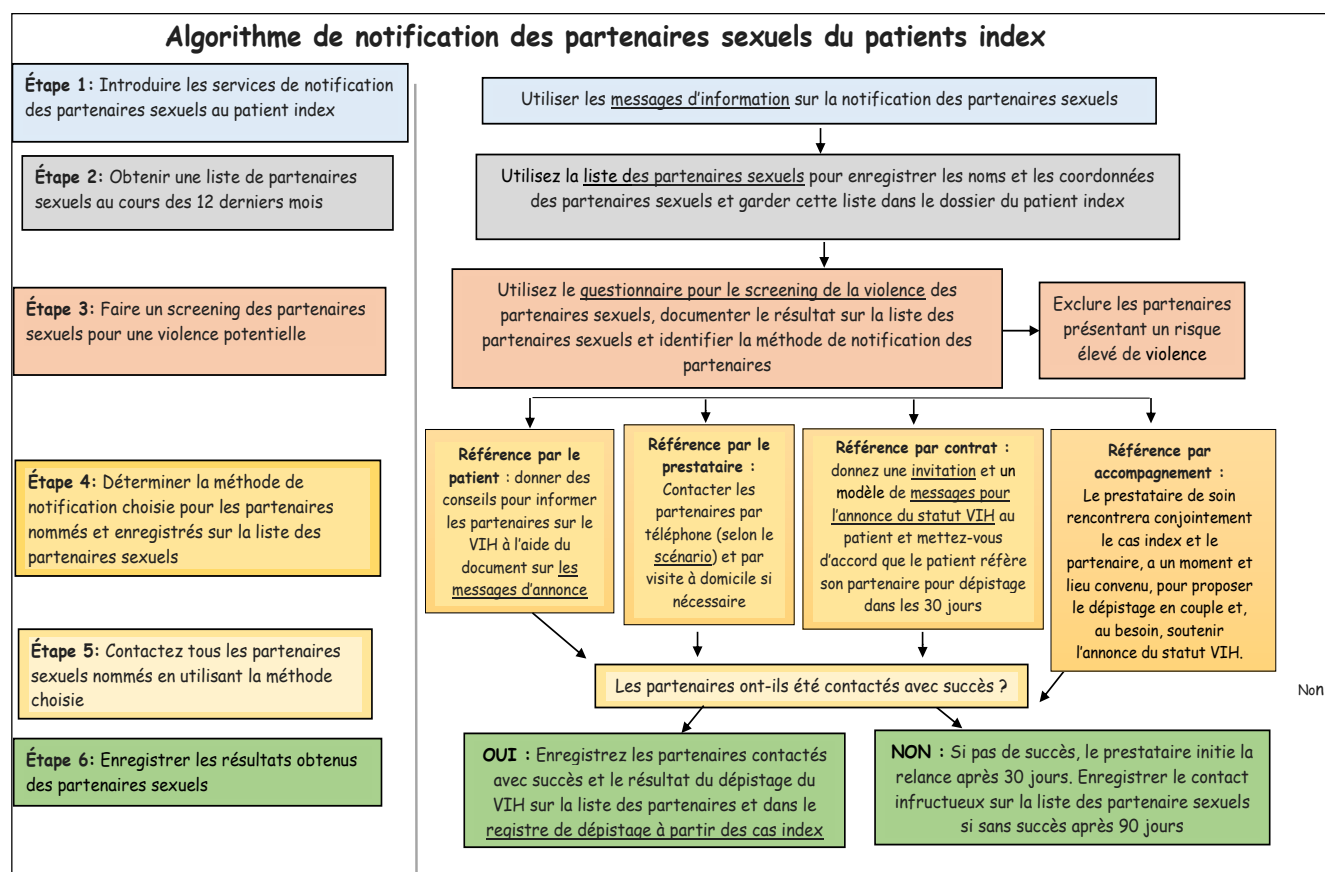 Algorithme de notification des partenaires sexuels du patients index
Étape 1: Introduire les services de notification
des partenaires sexuels au patient index
Utiliser les messages d'information sur la notification des partenaires sexuels
Étape 2: Obtenir une liste de partenaires
sexuels au cours des 12 derniers mois
Utilisez la liste des partenaires sexuels pour enregistrer les noms et les coordonnées
des partenaires sexuels et garder cette liste dans le dossier du patient index
Étape 3: Faire un screening des partenaires
sexuels pour une violence potentielle
Utilisez le questionnaire pour le screening de la violence des
partenaires sexuels, documenter le résultat sur la liste des
partenaires sexuels et identifier la méthode de notification des
partenaires
Exclure les partenaires
présentant un risque
élevé de violence
Étape 4: Déterminer la méthode de
notification choisie pour les partenaires
nommés et enregistrés sur la liste des
partenaires sexuels
Référence par le
patient : donner des
conseils pour informer
les partenaires sur le
VIH à l'aide du
document sur les
messages d'annonce
Référence par le
prestataire :
Contacter les
partenaires par
téléphone (selon le
scénario) et par
visite à domicile si
nécessaire
Référence par contrat :
donnez une invitation et un
modèle de messages pour
l'annonce du statut VIH au
patient et mettez-vous
d'accord que le patient réfère
son partenaire pour dépistage
dans les 30 jours
Référence par
accompagnement :
Le prestataire de soin
rencontrera conjointement
le cas index et le
partenaire, a un moment et
lieu convenu, pour proposer
le dépistage en couple et,
au besoin, soutenir
l'annonce du statut VIH.
Étape 5: Contactez tous les partenaires
sexuels nommés en utilisant la méthode
choisie
Les partenaires ont-ils été contactés avec succès ?
Non
Étape 6: Enregistrer les résultats obtenus
des partenaires sexuels
OUI : Enregistrez les partenaires contactés
avec succès et le résultat du dépistage du
VIH sur la liste des partenaires et dans le
registre de dépistage à partir des cas index
NON : Si pas de succès, le prestataire initie la
relance après 30 jours. Enregistrer le contact
infructueux sur la liste des partenaire sexuels
si sans succès après 90 jours